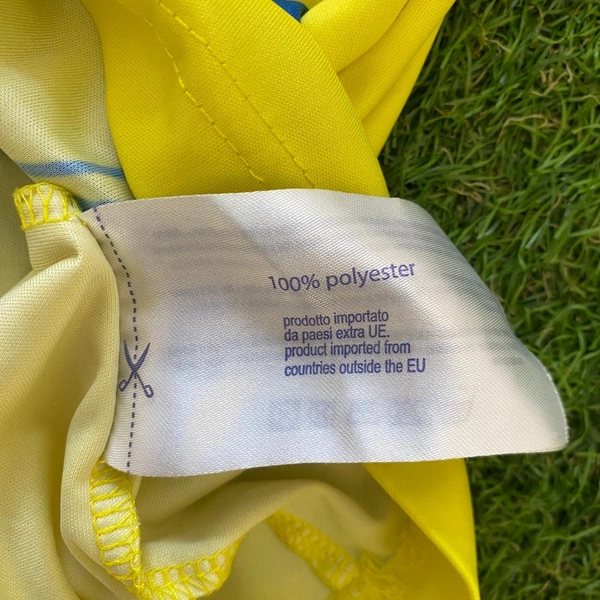 100% polyester
prodotto importato
da paesi extra UE.
product imported from
countries outside the EU